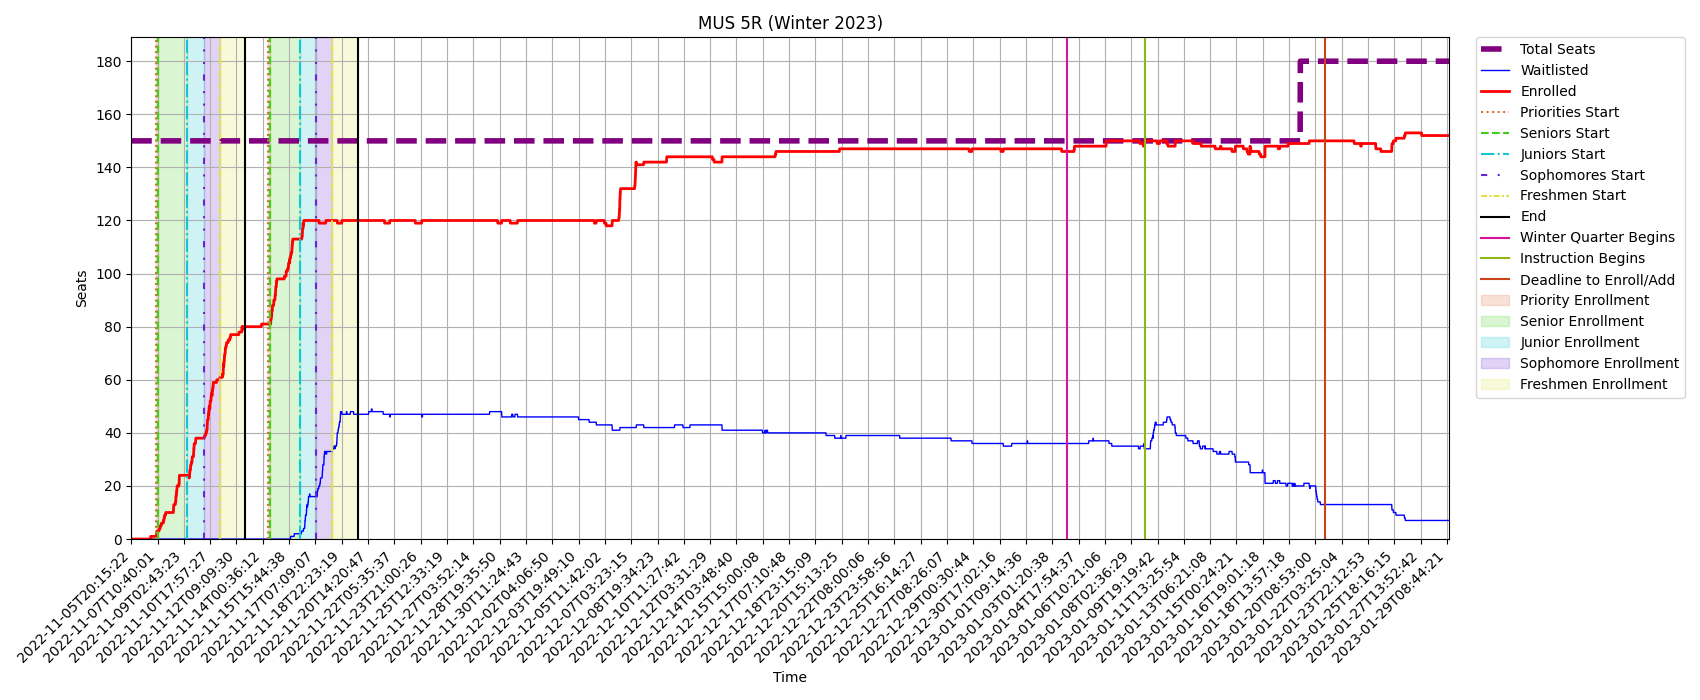 MUS 5R (Winter 2023)
Seats
180
160
140
120
100
80
60
40
20
0
2022-11-05T20:15:22
2022-11-07T10:40:01
2022-11-09T02:43:23
2022-11-10T17:57:27
2022-11-12T09:09:30
2022-11-14T00:36:12
2022-11-15T15:44:38
2022-11-17T07:09:07
2022-11-18T22:23:19
2022-11-20T14:20:47
2022-11-22T05:35:37
2022-11-23T21:00:26
2022-11-25T12:33:19
2022-11-27T03:52:14
2022-11-28T19:35:50
2022-11-30T11:24:43
2022-12-02T04:06:50
2022-12-03T19:49:10
2022-12-05T11:42:02
2022-12-07T03:23:15
2022-12-08T19:34:23
2022-12-10T11:27:42
2022-12-12T03:31:29
2022-12-14T03:48:40
2022-12-15T15:00:08
2022-12-17T07:10:48
2022-12-18T23:15:09
2022-12-20T15:13:25
2022-12-22T08:00:06
2022-12-23T23:58:56
2022-12-25T16:14:27
2022-12-27T08:26:07
2022-12-29T00:30:44
2022-12-30T17:02:16
2023-01-01T09:14:36
2023-01-03T01:20:38
2023-01-04T17:54:37
2023-01-06T10:21:06
2023-01-08T02:36:29
2023-01-09T19:19:42
2023-01-11T13:25:54
2023-01-13T06:21:08
2023-01-15T00:24:21
2023-01-16T19:01:18
2023-01-18T13:57:18
2023-01-20T08:53:00
2023-01-22T03:25:04
2023-01-23T22:12:53
2023-01-25T18:16:15
2023-01-27T13:52:42
2023-01-29T08:44:21
Time
Total Seats
Waitlisted
Enrolled
Priorities Start
Seniors Start
Juniors Start
Sophomores Start
Freshmen Start
End
Winter Quarter Begins
Instruction Begins
Deadline to Enroll/Add
Priority Enrollment
Senior Enrollment
Junior Enrollment
Sophomore Enrollment
Freshmen Enrollment